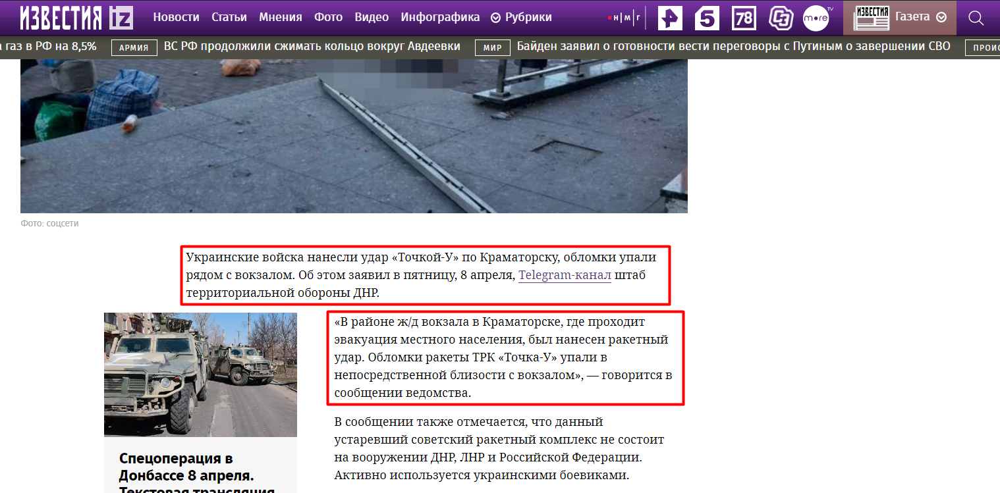 ИЗВЕСТИЯ iz Новости Статьи Мнения Фото Видео Инфографика Рубрики н|м|г 5 78 more TV ИЗВЕСТИЯ Газета
газ в РФ на 8,5% АРМИЯ ВС РФ продолжили сжимать кольцо вокруг Авдеевки МИР Байден заявил о готовности вести переговоры с Путиным о завершении СВО
Фото: соцсети
Украинские войска нанесли удар «Точкой-У» по Краматорску, обломки упали
рядом с вокзалом. Об этом заявил в пятницу, 8 апреля, Telegram-канал штаб
территориальной обороны ДНР.
«В районе ж/д вокзала в Краматорске, где проходит
эвакуация местного населения, был нанесен ракетный
удар. Обломки ракеты ТРК «Точка-У» упали в
непосредственной близости с вокзалом», — говорится в
сообщении ведомства.
В сообщении также отмечается, что данный
устаревший советский ракетный комплекс не состоит
на вооружении ДНР, ЛНР и Российской Федерации.
Активно используется украинскими боевиками.
Спецоперация в
Донбассе 8 апреля.
Текстовая трансляция